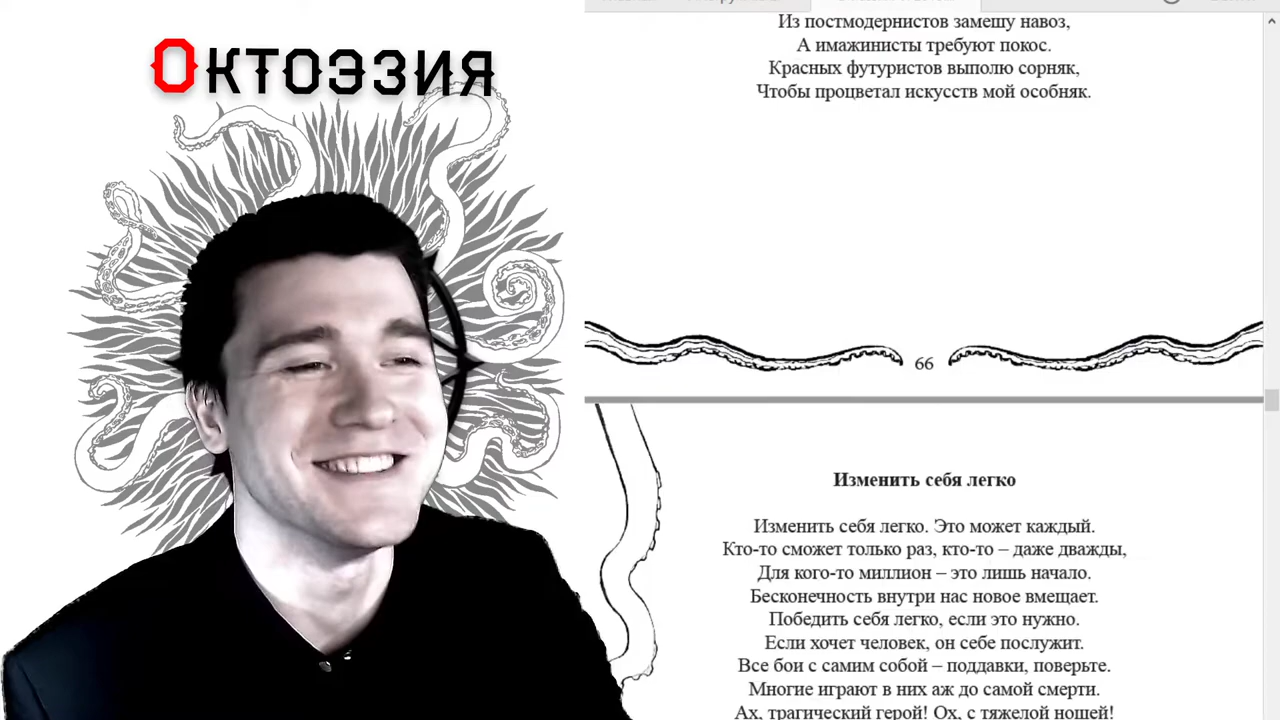 Октоэзия
Из постмодернистов замешу навоз,
А имажинисты требуют покос.
Красных футуристов выполю сорняк,
Чтобы процветал искусств мой особняк.
66
Изменить себя легко
Изменить себя легко. Это может каждый.
Кто-то сможет только раз, кто-то – даже дважды,
Для кого-то миллион – это лишь начало.
Бесконечность внутри нас новое вмещает.
Победить себя легко, если это нужно.
Если хочет человек, он себе послужит.
Все бои с самим собой – поддавки, поверьте.
Многие играют в них аж до самой смерти.
Ах, трагический герой! Ох, с тяжелой ношей!